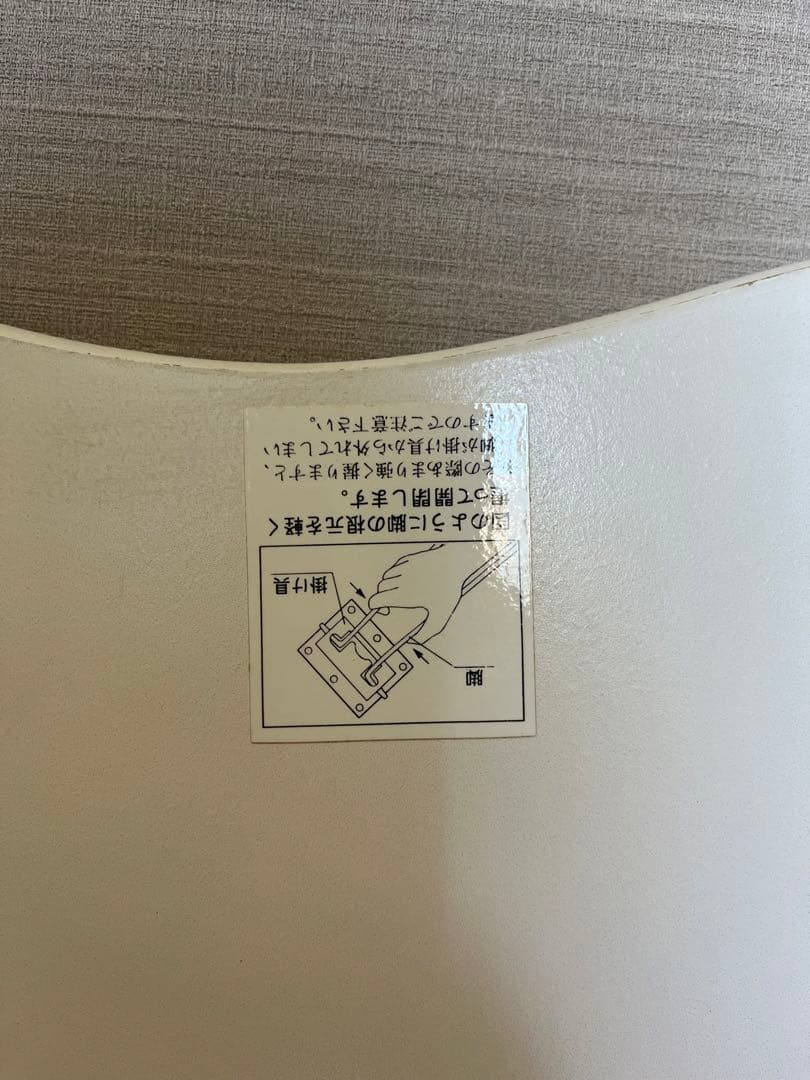 脚
掛け具
図のように脚の根元を軽く
握って開閉します。
その際あまり強く握りますと、
脚が掛け具から外れてしまい
ますのでご注意下さい。